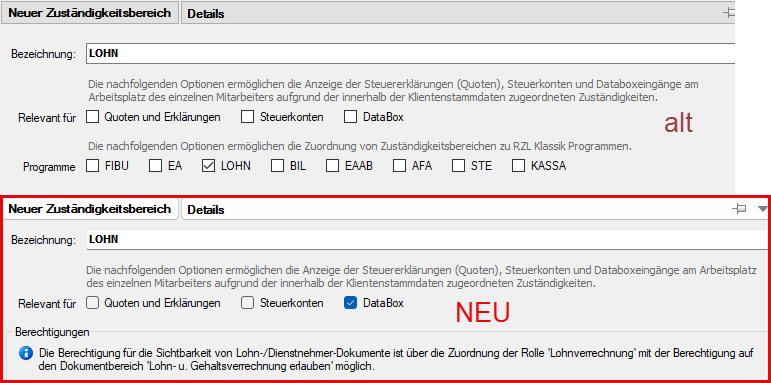 Neuer Zuständigkeitsbereich Details
Bezeichnung: LOHN
Die nachfolgenden Optionen ermöglichen die Anzeige der Steuererklärungen (Quoten), Steuerkonten und Databoxeingänge am
Arbeitsplatz des einzelnen Mitarbeiters aufgrund der innerhalb der Klientenstammdaten zugeordneten Zuständigkeiten.
Relevant für Quoten und Erklärungen Steuerkonten DataBox
alt
Die nachfolgenden Optionen ermöglichen die Zuordnung von Zuständigkeitsbereichen zu RZL Klassik Programmen.
Programme FIBU EA LOHN BIL EAAB AFA STE KASSA
Neuer Zuständigkeitsbereich Details
Bezeichnung: LOHN
Die nachfolgenden Optionen ermöglichen die Anzeige der Steuererklärungen (Quoten), Steuerkonten und Databoxeingänge am Arbeitsplatz
des einzelnen Mitarbeiters aufgrund der innerhalb der Klientenstammdaten zugeordneten Zuständigkeiten.
Relevant für Quoten und Erklärungen Steuerkonten DataBox
NEU
Berechtigungen
Die Berechtigung für die Sichtbarkeit von Lohn-/Dienstnehmer-Dokumente ist über die Zuordnung der Rolle 'Lohnverrechnung' mit der Berechtigung auf
den Dokumentbereich 'Lohn- u. Gehaltsverrechnung erlauben' möglich.